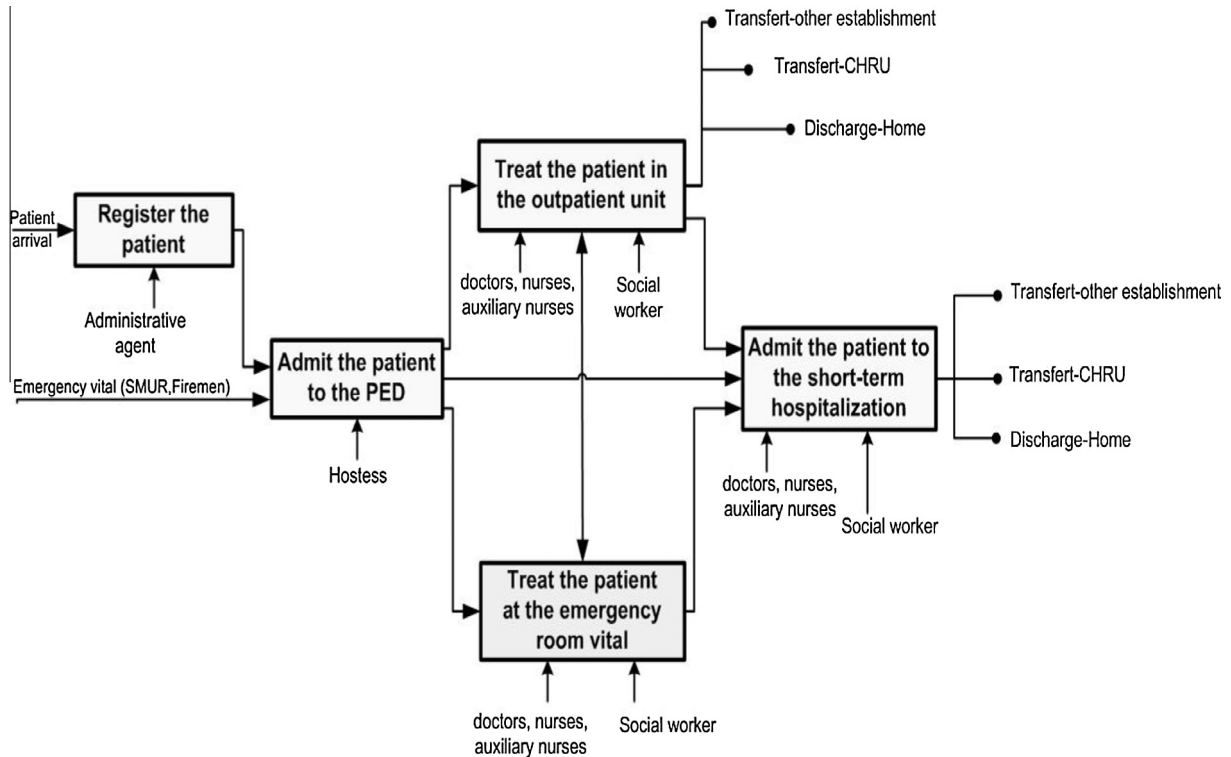 Transfert-other establishment
Transfert-CHRU
Discharge-Home
Treat the patient in
the outpatient unit
Patient
arrival
Register the
patient
doctors, nurses,
auxiliary nurses
Social
worker
Administrative
agent
Transfert-other establishment
Admit the patient
to the PED
Emergency vital (SMUR,Firemen)
Admit the patient to
the short-term
hospitalization
Transfert-CHRU
Discharge-Home
Hostess
doctors, nurses,
auxiliary nurses
Social worker
Treat the patient
at the emergency
room vital
doctors, nurses,
auxiliary nurses
Social worker